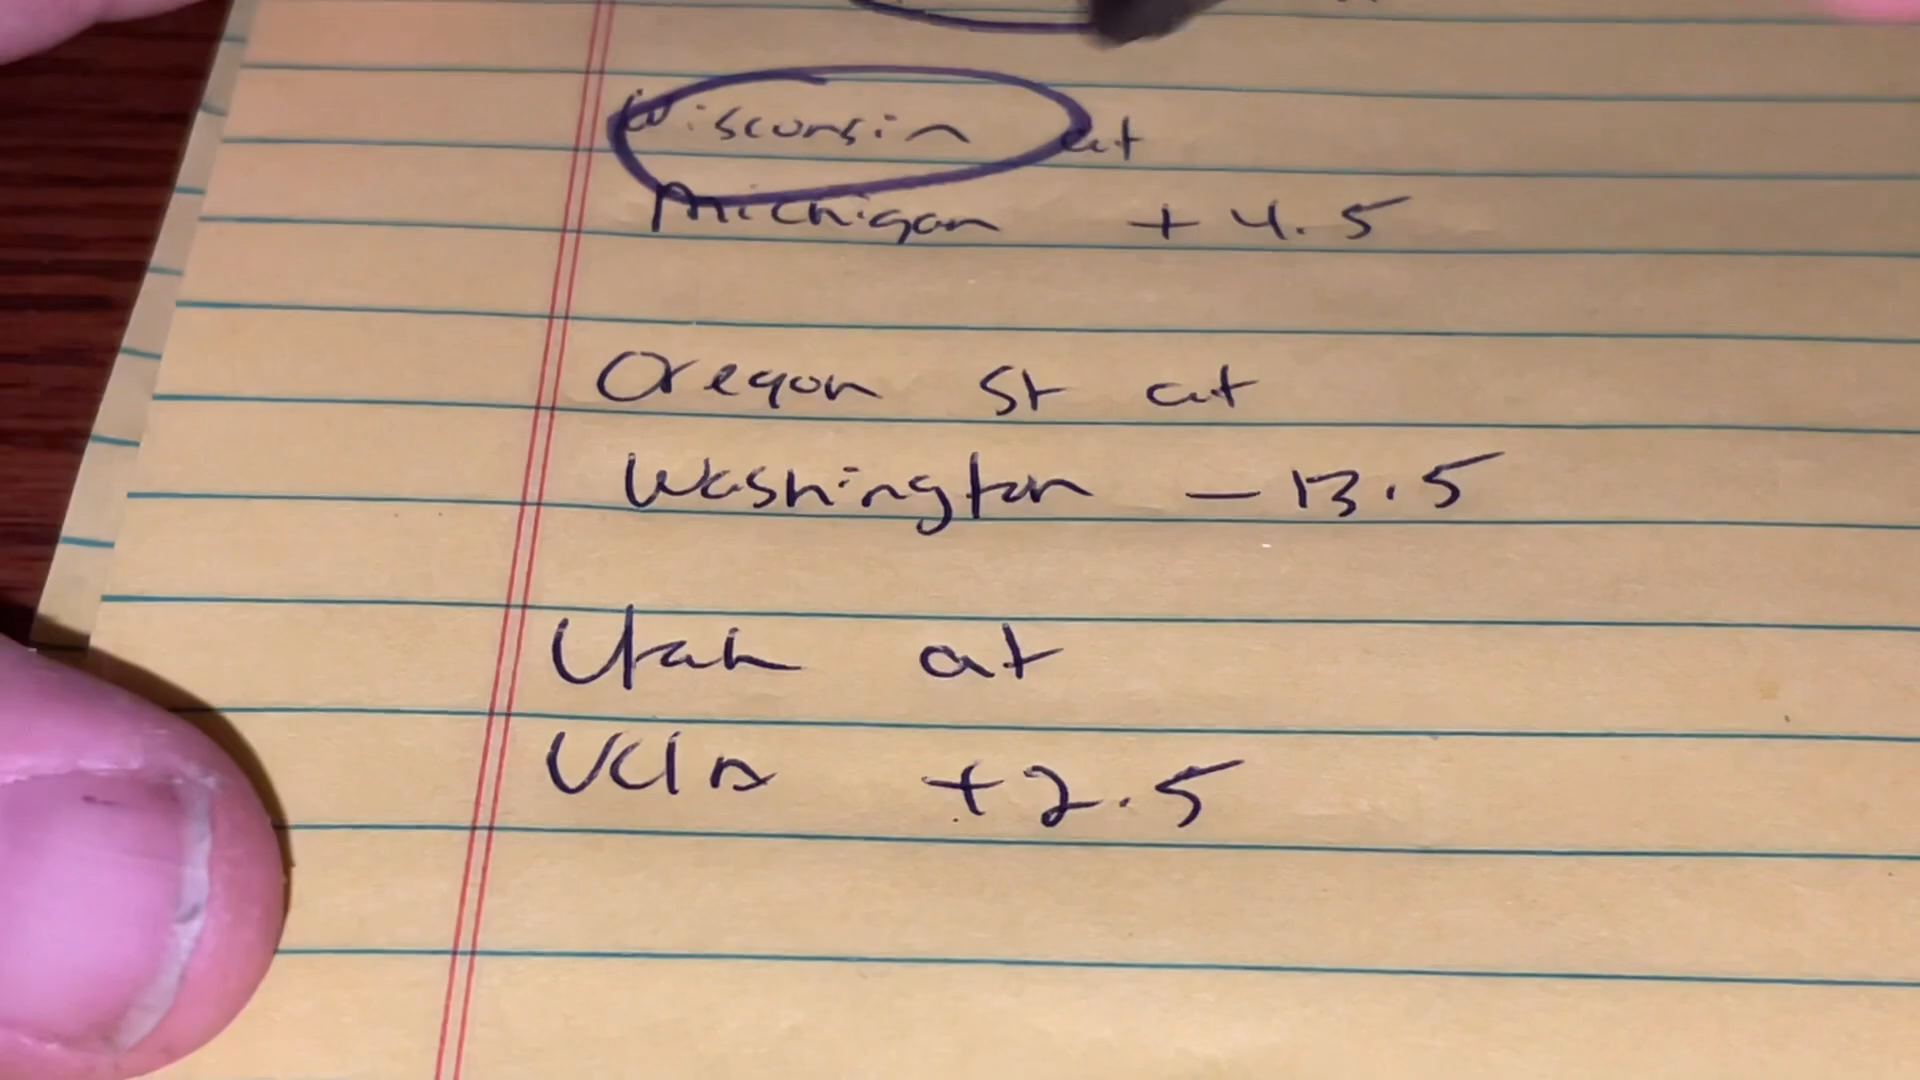 Wisconsin at
Michigan + 4.5
Oregon St at
Washington - 13.5
Utah at
UCLA +2.5